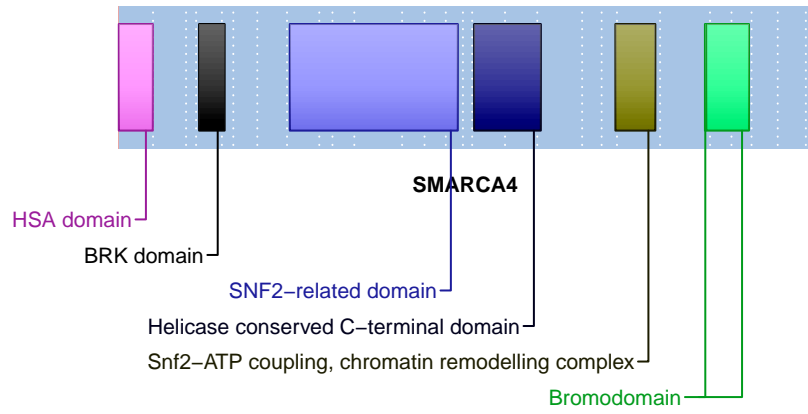 SMARCA4
HSA domain
BRK domain
SNF2−related domain
Helicase conserved C−terminal domain
Snf2−ATP coupling, chromatin remodelling complex
Bromodomain